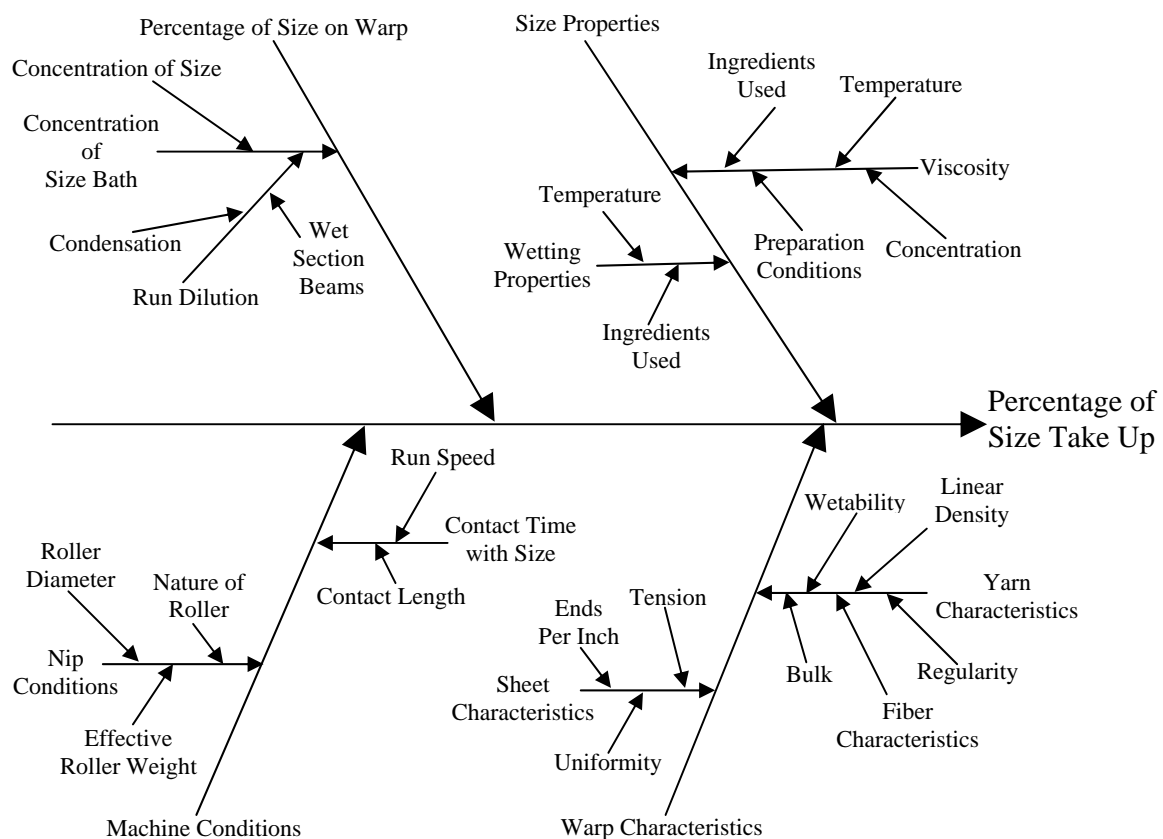 Percentage of Size on Warp
Concentration of Size
Concentration
of
Size Bath
Condensation
Wet
Section
Beams
Run Dilution
Size Properties
Ingredients
Used
Temperature
Viscosity
Temperature
Wetting
Properties
Preparation
Conditions
Concentration
Ingredients
Used
Percentage of
Size Take Up
Run Speed
Contact Time
with Size
Contact Length
Roller
Diameter
Nature of
Roller
Nip
Conditions
Effective
Roller Weight
Machine Conditions
Wetability
Linear
Density
Yarn
Characteristics
Bulk
Regularity
Fiber
Characteristics
Ends
Per Inch
Tension
Sheet
Characteristics
Uniformity
Warp Characteristics